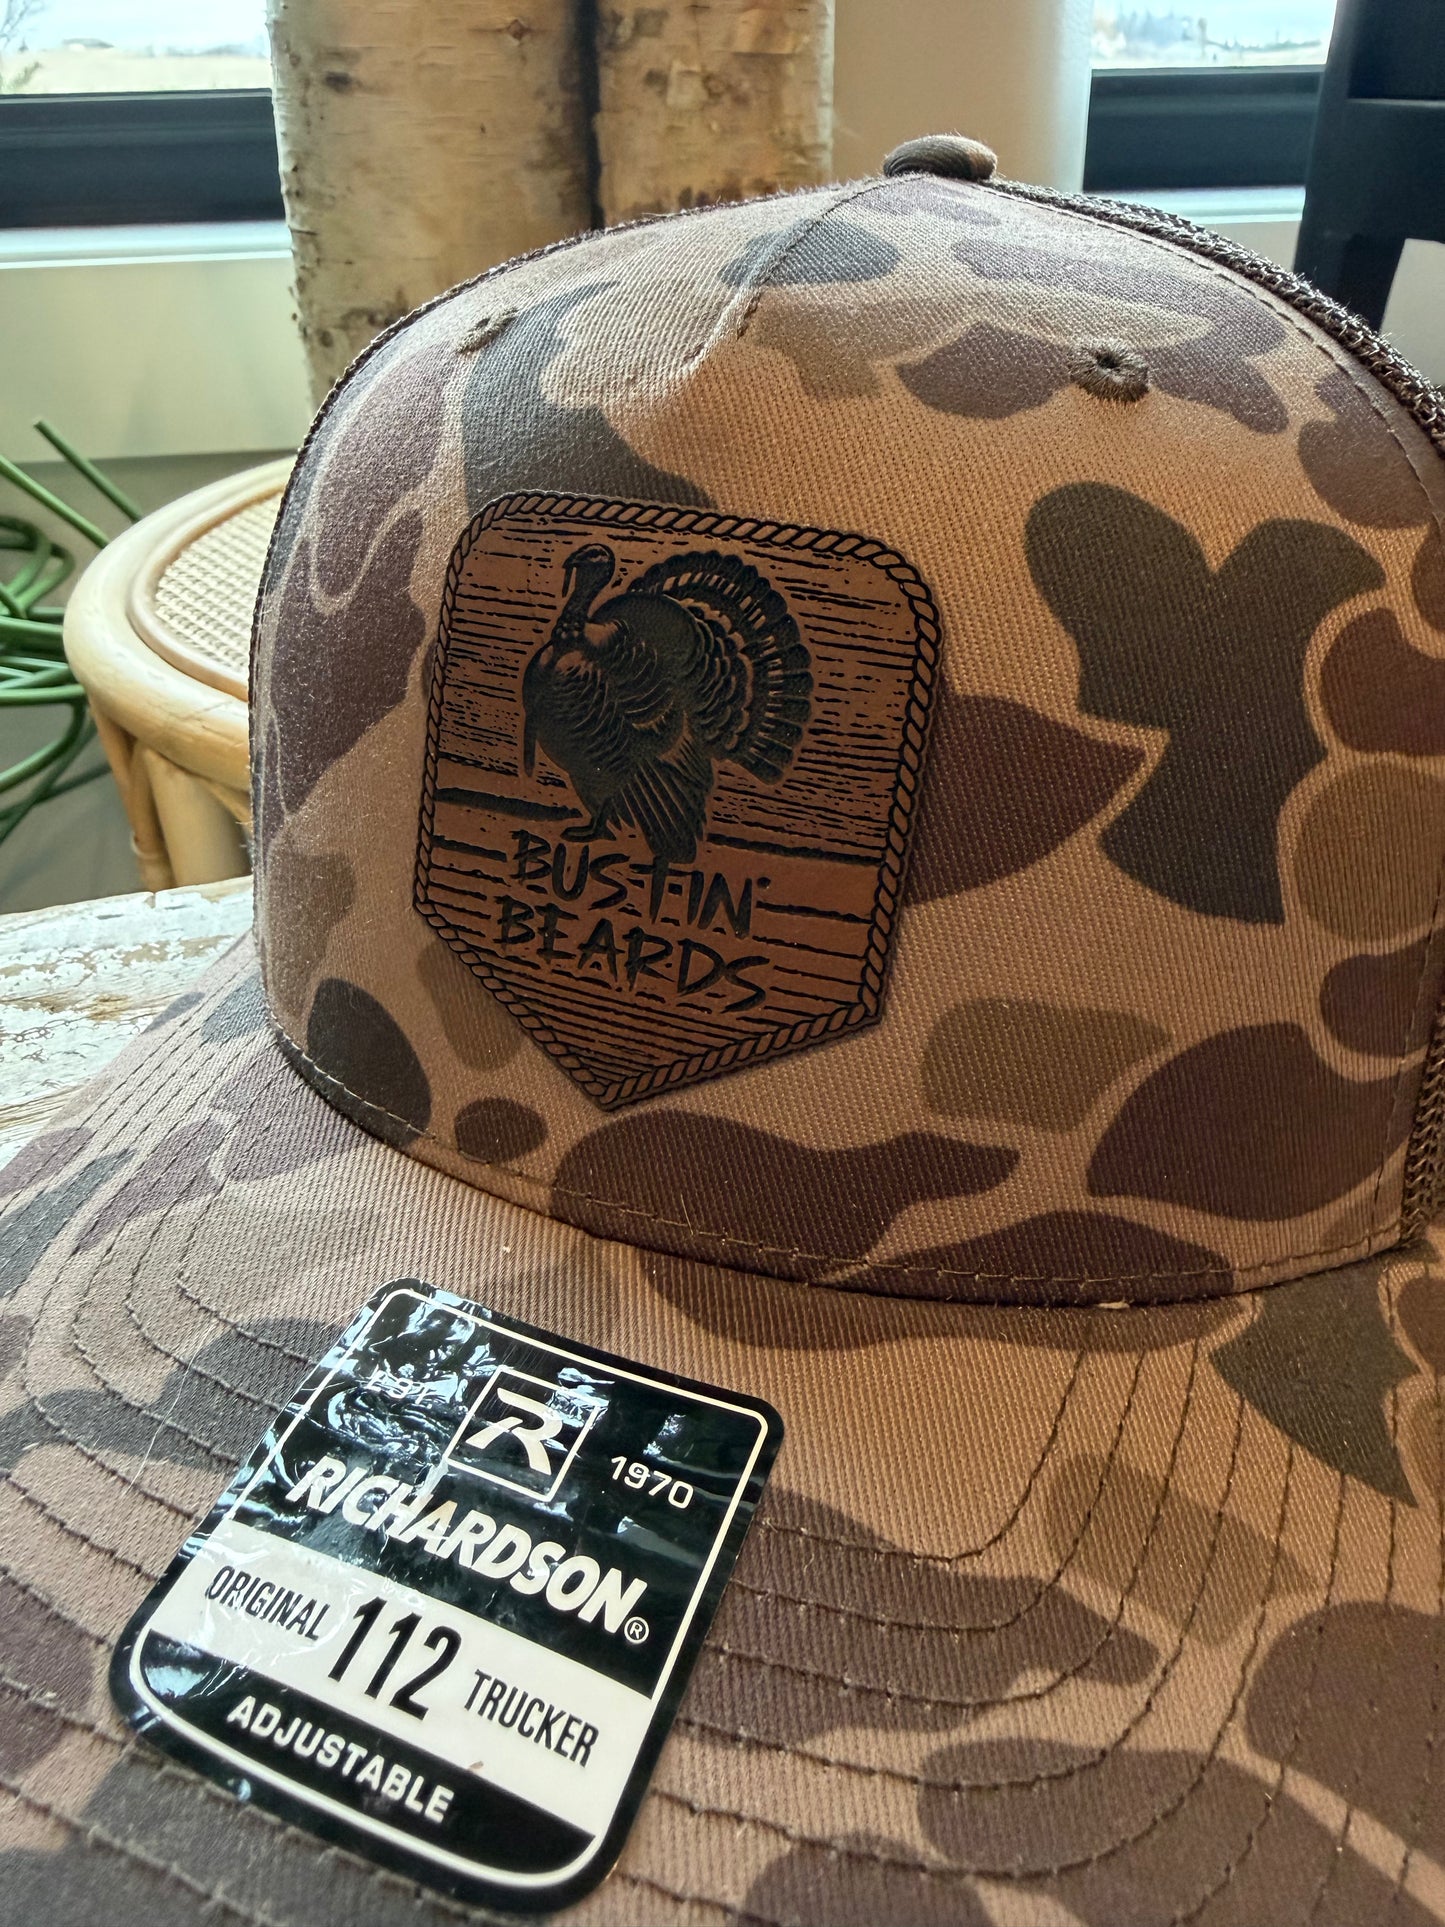 BUSTIN'
BEARDS
EST
R
1970
RICHARDSON®
ORIGINAL 112 TRUCKER
ADJUSTABLE